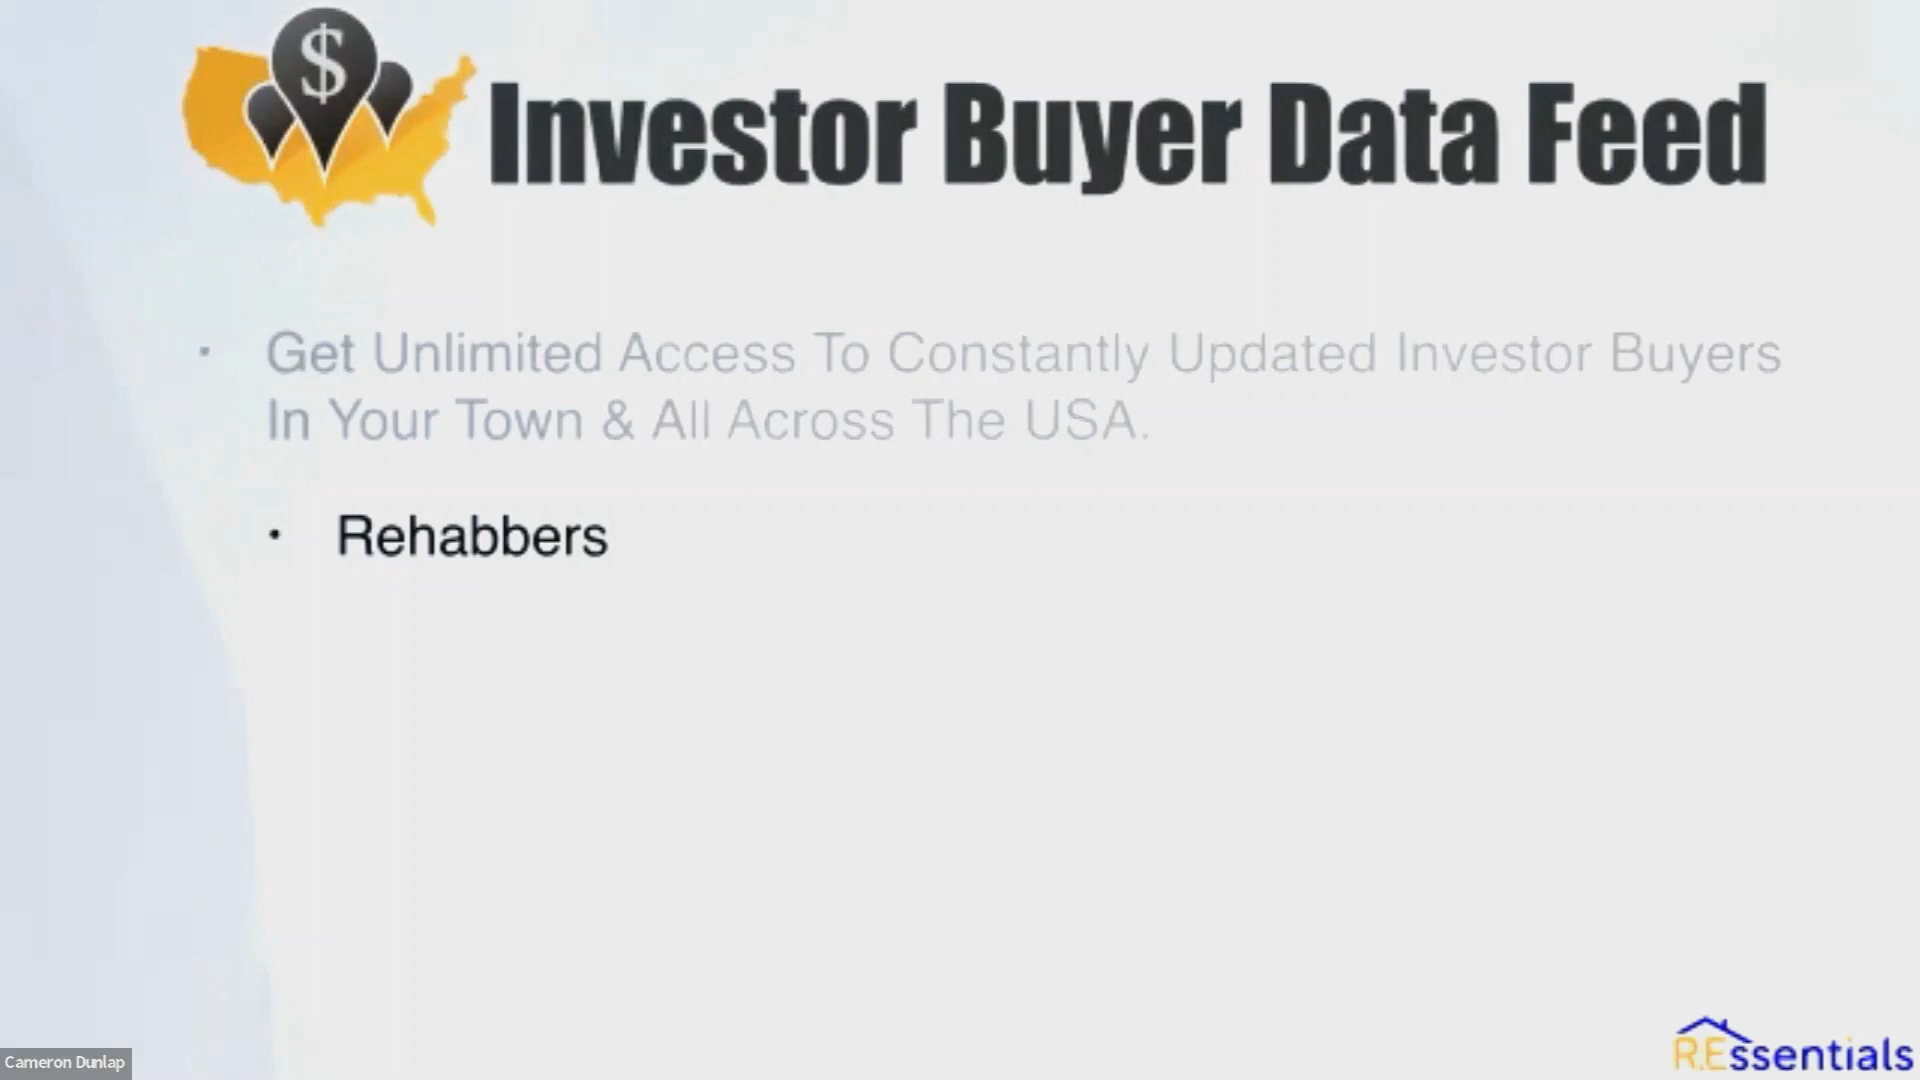 $
Investor Buyer Data Feed
• Get Unlimited Access To Constantly Updated Investor Buyers
In Your Town & All Across The USA.
• Rehabbers
Cameron Dunlap
R.Essentials